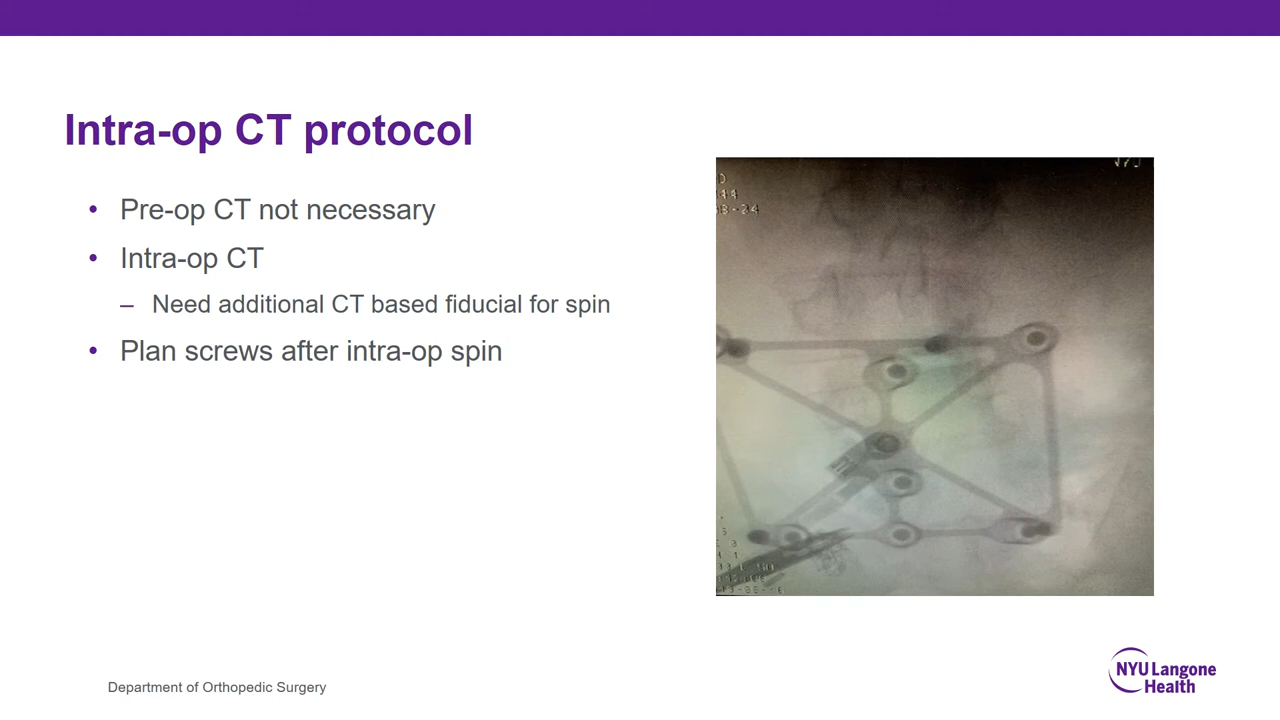 Intra-op CT protocol
• Pre-op CT not necessary
• Intra-op CT
– Need additional CT based fiducial for spin
• Plan screws after intra-op spin
Department of Orthopedic Surgery
NYU Langone
Health